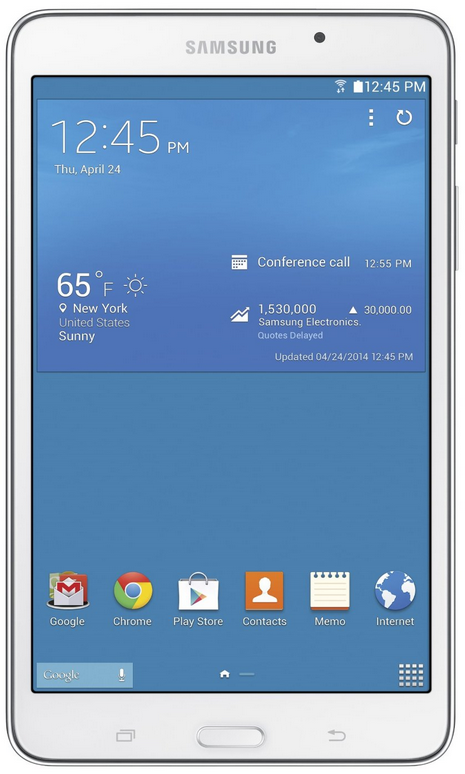 SAMSUNG
12:45 PM
12:45 PM
Thu, April 24
Conference call 12:55 PM
65°F
New York
United States
Sunny
1,530,000 ▲ 30,000.00
Samsung Electronics.
Quotes Delayed
Updated 04/24/2014 12:45 PM
Google Chrome Play Store Contacts Memo Internet
Google